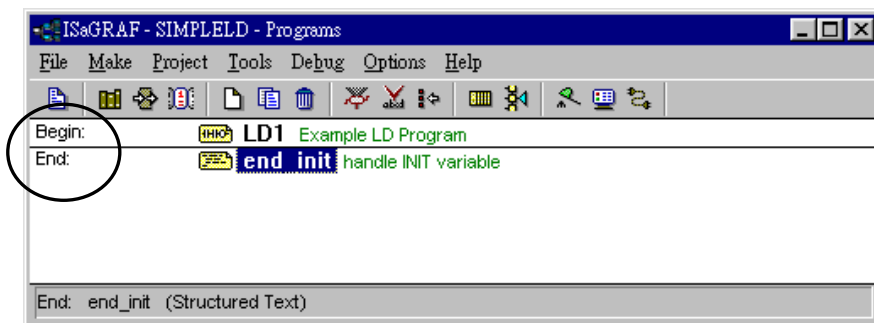 ISaGRAF - SIMPLELD - Programs
File Make Project Tools Debug Options Help
Begin: LD1 Example LD Program
End: end_init handle INIT variable
End: end_init (Structured Text)